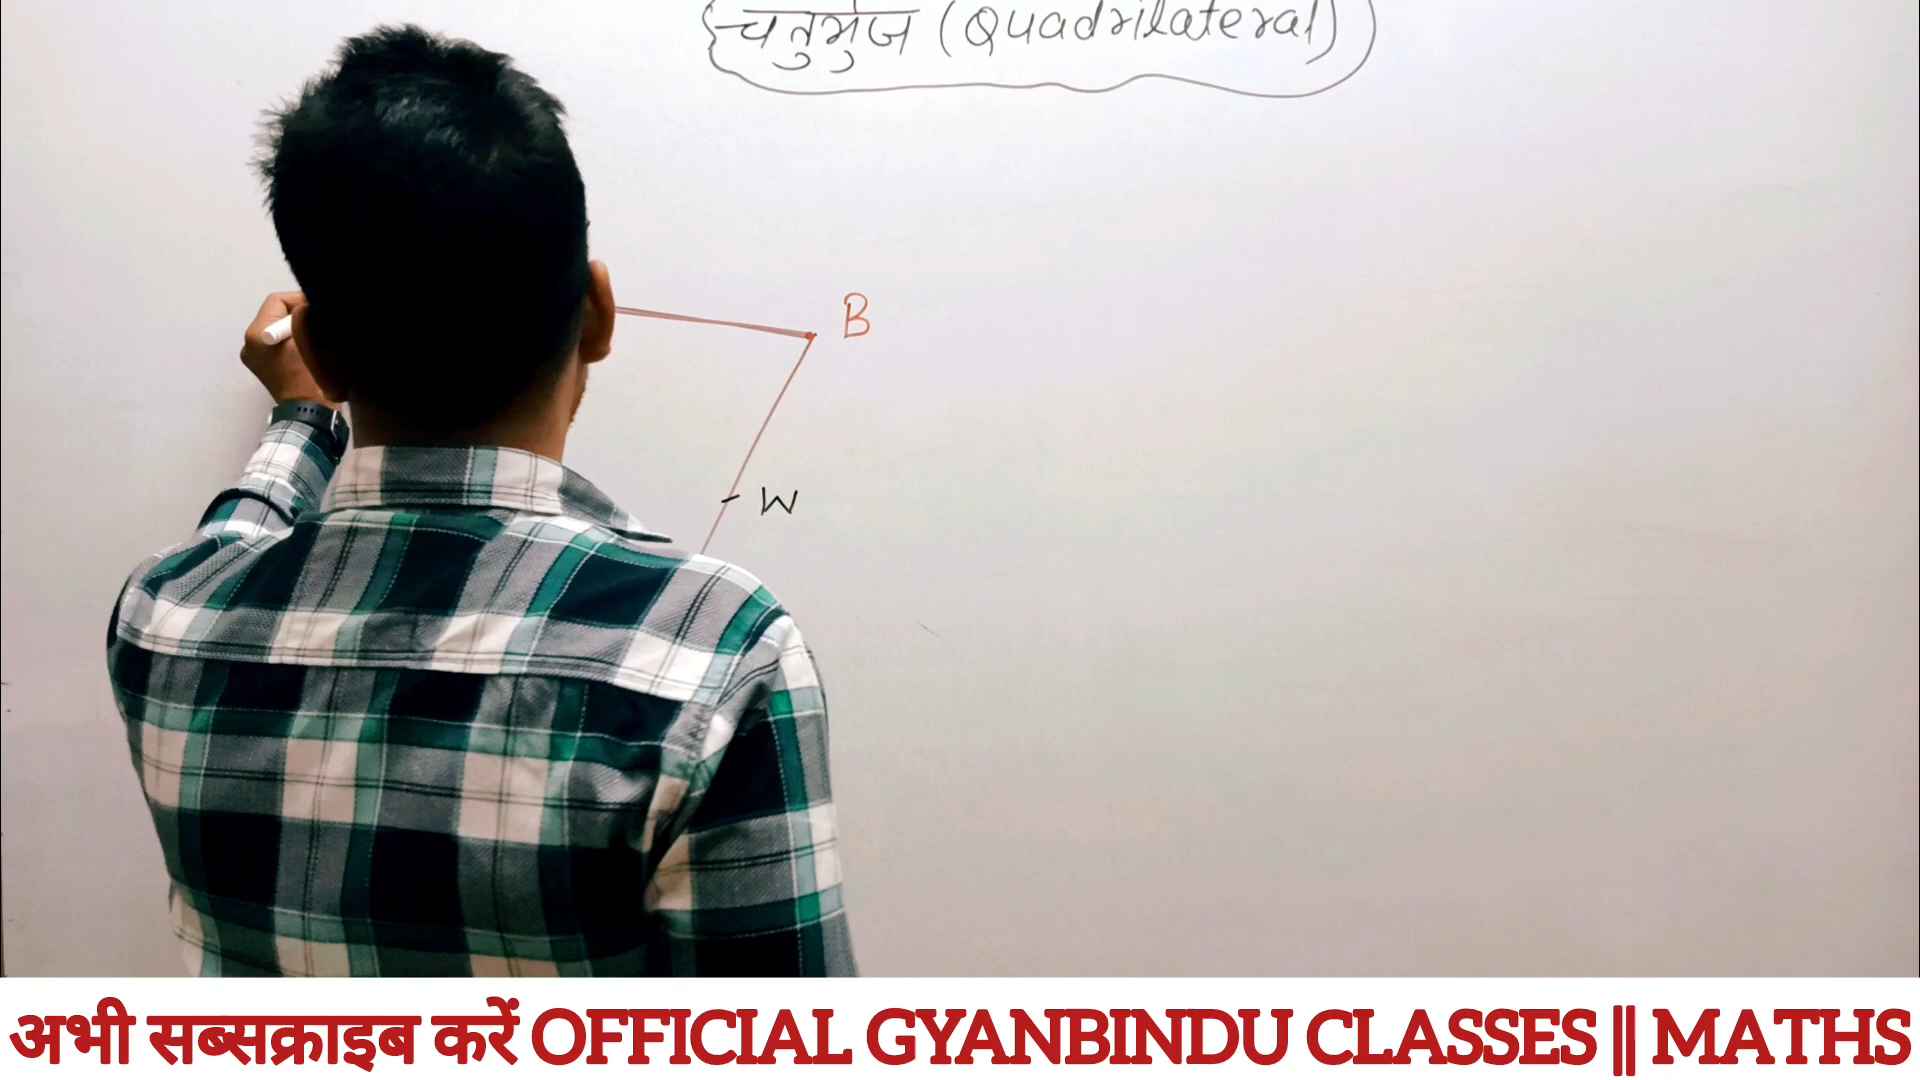 चतुर्भुज (Quadrilateral)
B
W
अभी सब्सक्राइब करें OFFICIAL GYANBINDU CLASSES || MATHS